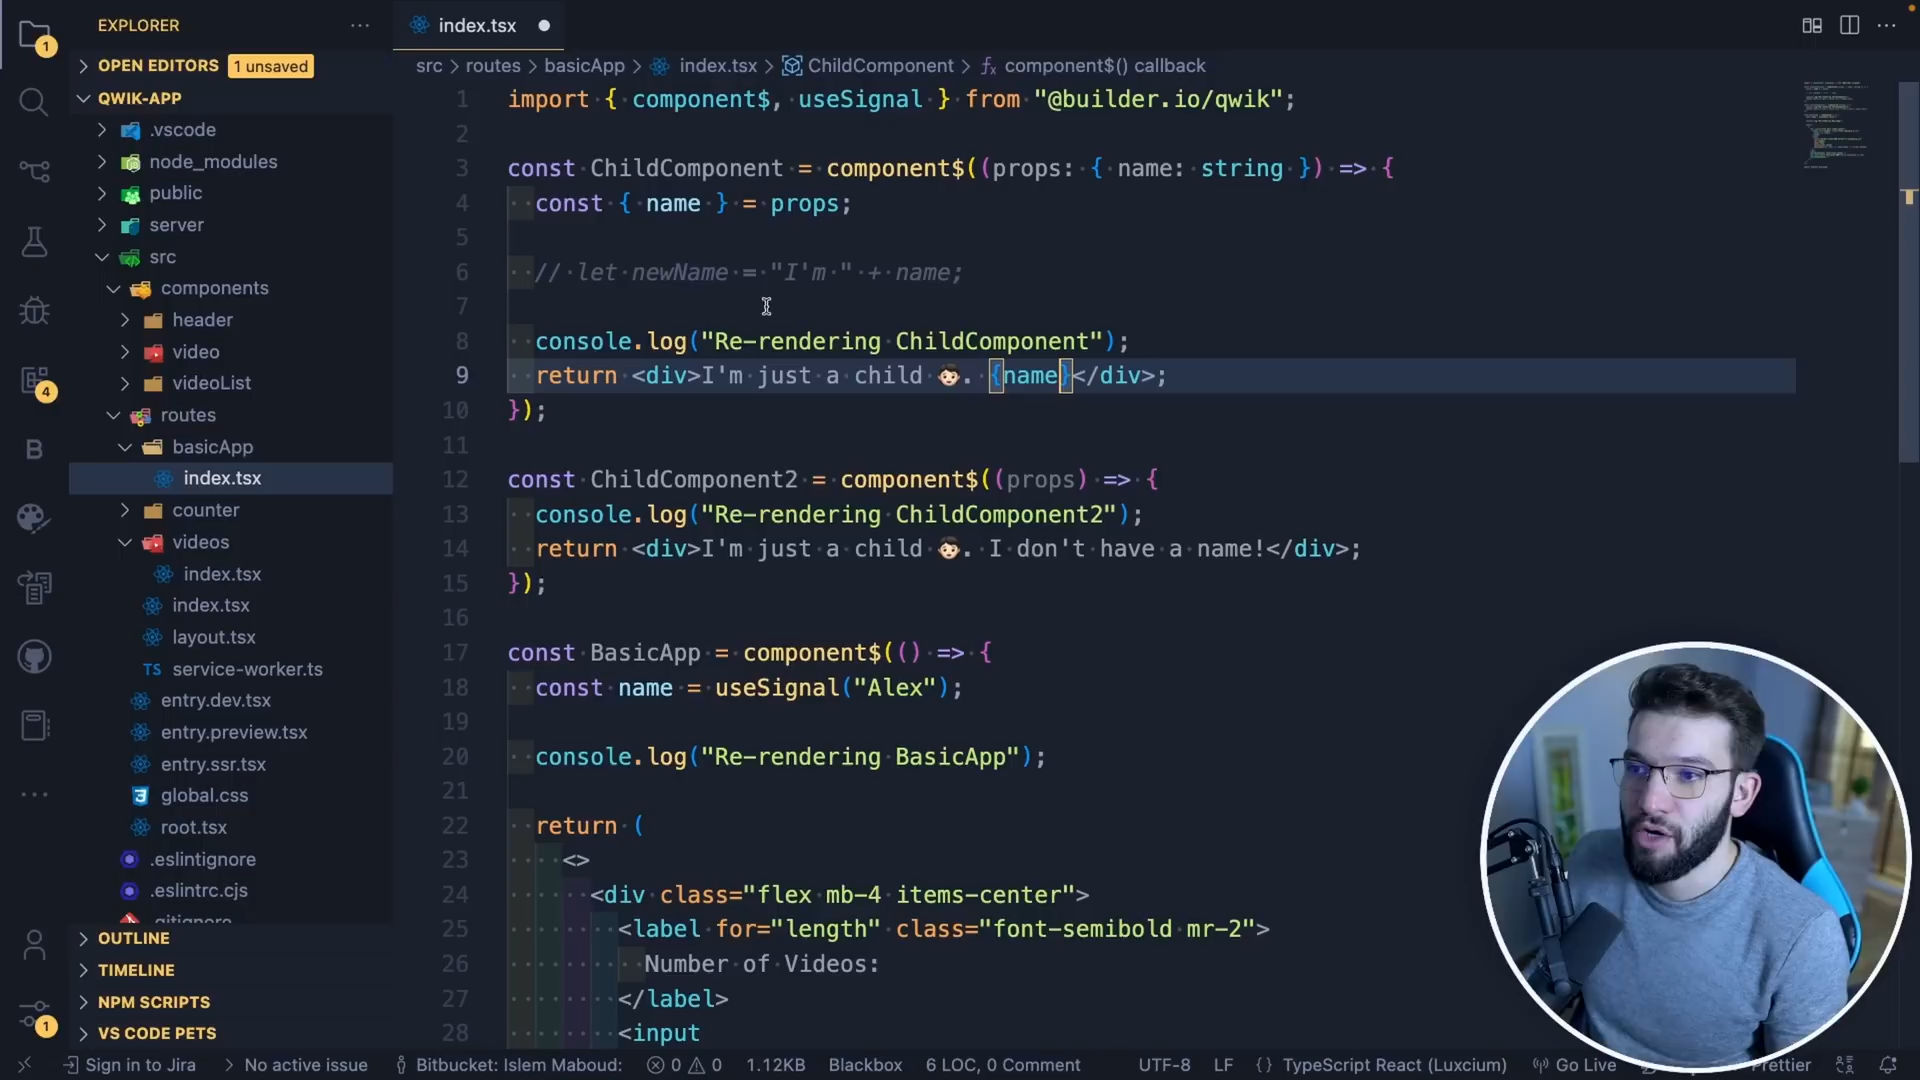 EXPLORER
index.tsx
1
OPEN EDITORS
1 unsaved
src > routes > basicApp > index.tsx > ChildComponent > component$() callback
QWIK-APP
.vscode
node_modules
public
server
src
components
header
video
videoList
4
routes
basicApp
index.tsx
counter
videos
index.tsx
index.tsx
layout.tsx
TS service-worker.ts
entry.dev.tsx
entry.preview.tsx
entry.ssr.tsx
global.css
root.tsx
.eslintignore
.eslintrc.cjs
.gitignore
OUTLINE
TIMELINE
NPM SCRIPTS
1
VS CODE PETS
B
1 import { component$, useSignal } from "@builder.io/qwik";
2
3 const ChildComponent = component$((props: { name: string }) => {
4 const { name } = props;
5
6 // let newName = "I'm " + name;
7
8 console.log("Re-rendering ChildComponent");
9 return <div>I'm just a child 👦🏻. {name}</div>;
10 });
11
12 const ChildComponent2 = component$((props) => {
13 console.log("Re-rendering ChildComponent2");
14 return <div>I'm just a child 👦🏻. I don't have a name!</div>;
15 });
16
17 const BasicApp = component$(() => {
18 const name = useSignal("Alex");
19
20 console.log("Re-rendering BasicApp");
21
22 return (
23 <>
24 <div class="flex mb-4 items-center">
25 <label for="length" class="font-semibold mr-2">
26 Number of Videos:
27 </label>
28 <input
Sign in to Jira No active issue Bitbucket: Islem Maboud: 0 0 1.12KB Blackbox 6 LOC, 0 Comment UTF-8 LF {} TypeScript React (Luxcium) Go Live Prettier